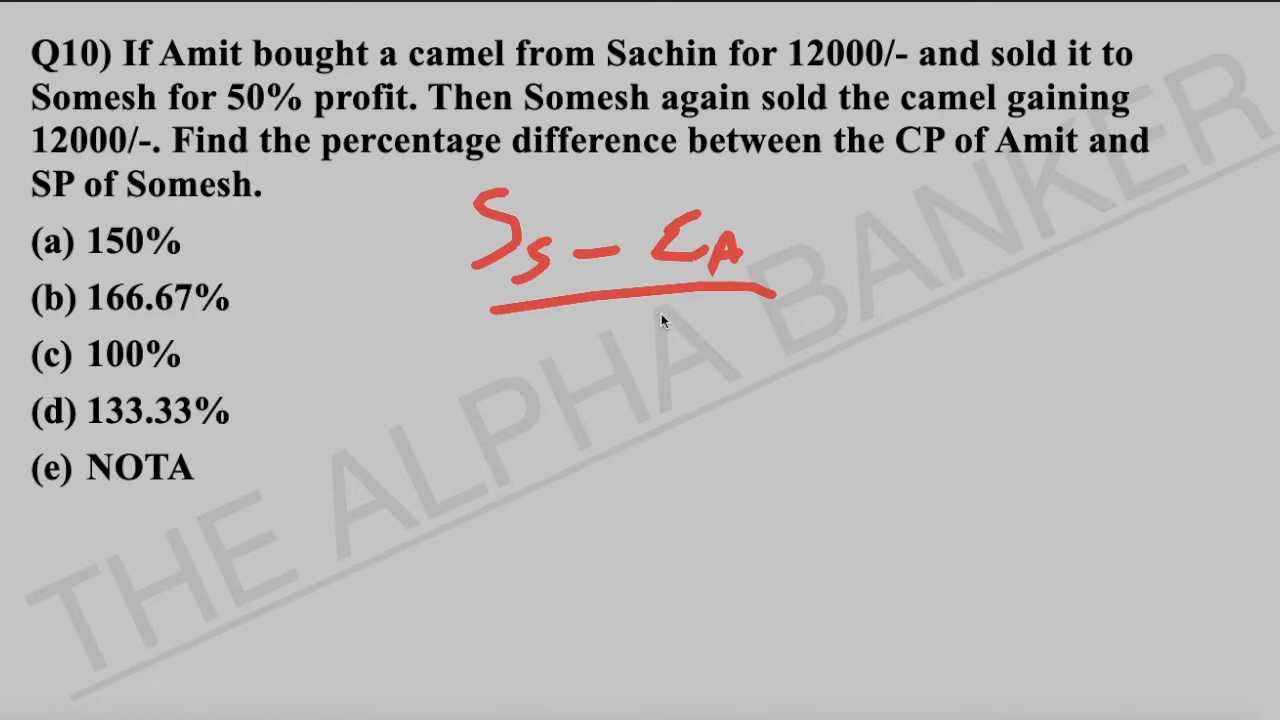 Q10) If Amit bought a camel from Sachin for 12000/- and sold it to
Somesh for 50% profit. Then Somesh again sold the camel gaining
12000/-. Find the percentage difference between the CP of Amit and
SP of Somesh.
(a) 150%
(b) 166.67%
(c) 100%
(d) 133.33%
(e) NOTA
S_S - C_A
THE ALPHA BANKER